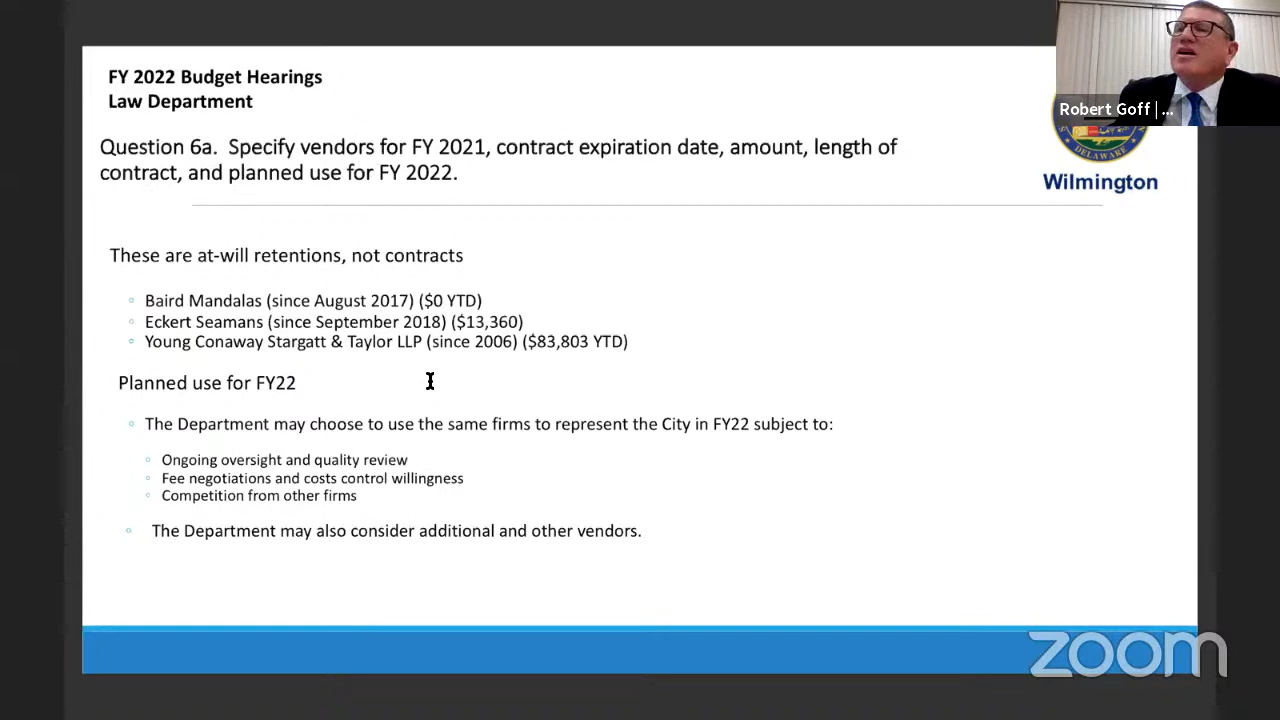 FY 2022 Budget Hearings
Law Department
Robert Goff | ...
Question 6a. Specify vendors for FY 2021, contract expiration date, amount, length of
contract, and planned use for FY 2022.
DELAWARE
Wilmington
These are at-will retentions, not contracts
Baird Mandalas (since August 2017) ($0 YTD)
Eckert Seamans (since September 2018) ($13,360)
Young Conaway Stargatt & Taylor LLP (since 2006) ($83,803 YTD)
Planned use for FY22
The Department may choose to use the same firms to represent the City in FY22 subject to:
Ongoing oversight and quality review
Fee negotiations and costs control willingness
Competition from other firms
The Department may also consider additional and other vendors.
zoom